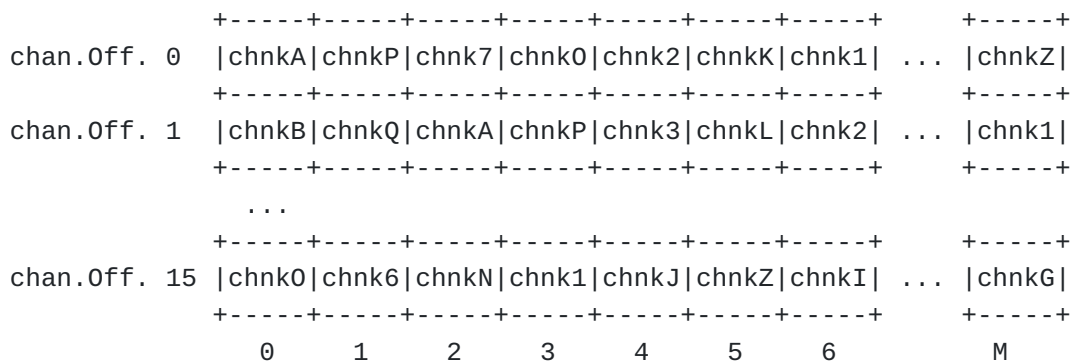 +-----+-----+-----+-----+-----+-----+-----+     +-----+
chan.Off. 0  |chnkA|chnkP|chnk7|chnkO|chnk2|chnkK|chnk1| ... |chnkZ|
+-----+-----+-----+-----+-----+-----+-----+     +-----+
chan.Off. 1  |chnkB|chnkQ|chnkA|chnkP|chnk3|chnkL|chnk2| ... |chnk1|
+-----+-----+-----+-----+-----+-----+-----+     +-----+
...
+-----+-----+-----+-----+-----+-----+-----+     +-----+
chan.Off. 15 |chnkO|chnk6|chnkN|chnk1|chnkJ|chnkZ|chnkI| ... |chnkG|
+-----+-----+-----+-----+-----+-----+-----+     +-----+
0     1     2     3     4     5     6          M